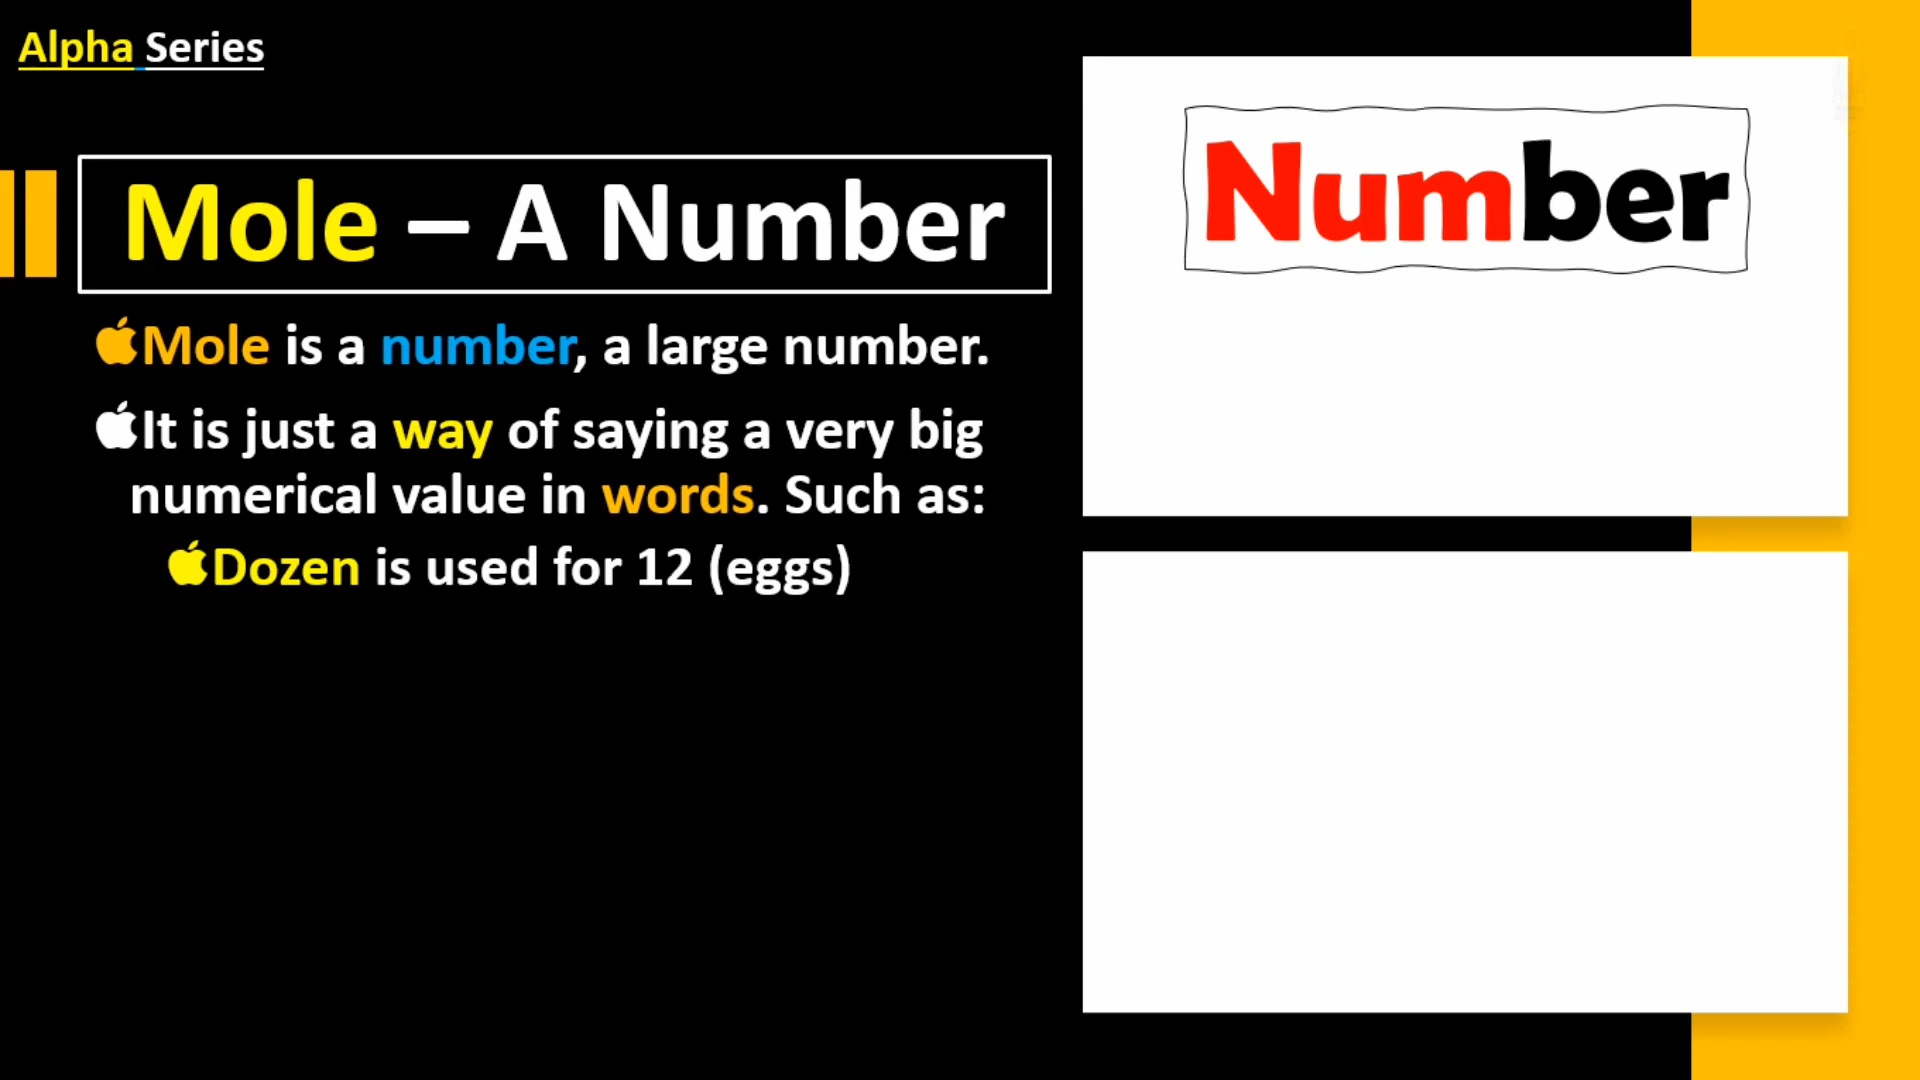 Alpha Series
Mole – A Number
Mole is a number, a large number.
It is just a way of saying a very big
numerical value in words. Such as:
Dozen is used for 12 (eggs)
Number